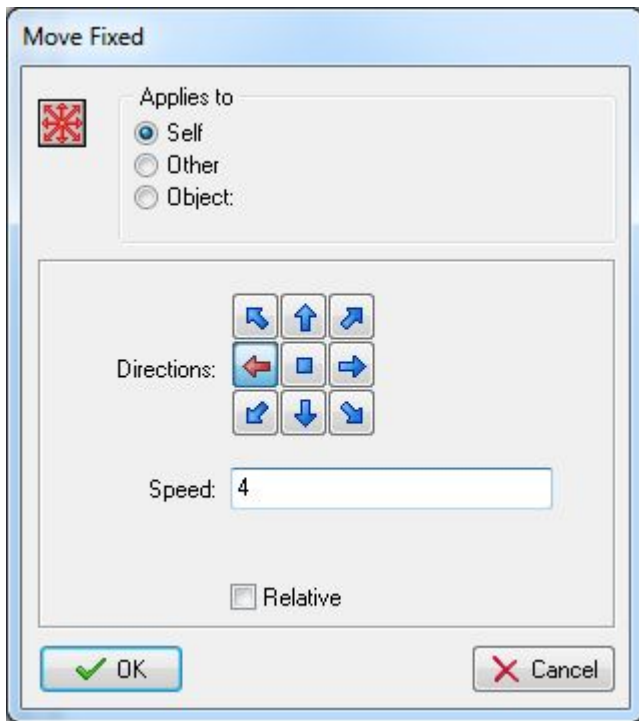 Move Fixed
Applies to
Self
Other
Object:
Directions:
Speed: 4
Relative
OK
Cancel